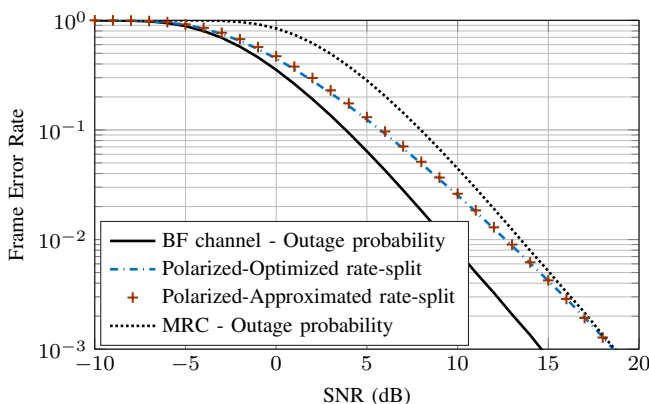 10^0
10^−1
10^−2
10^−3
Frame Error Rate
BF channel - Outage probability
Polarized-Optimized rate-split
Polarized-Approximated rate-split
MRC - Outage probability
−10 −5 0 5 10 15 20
SNR (dB)